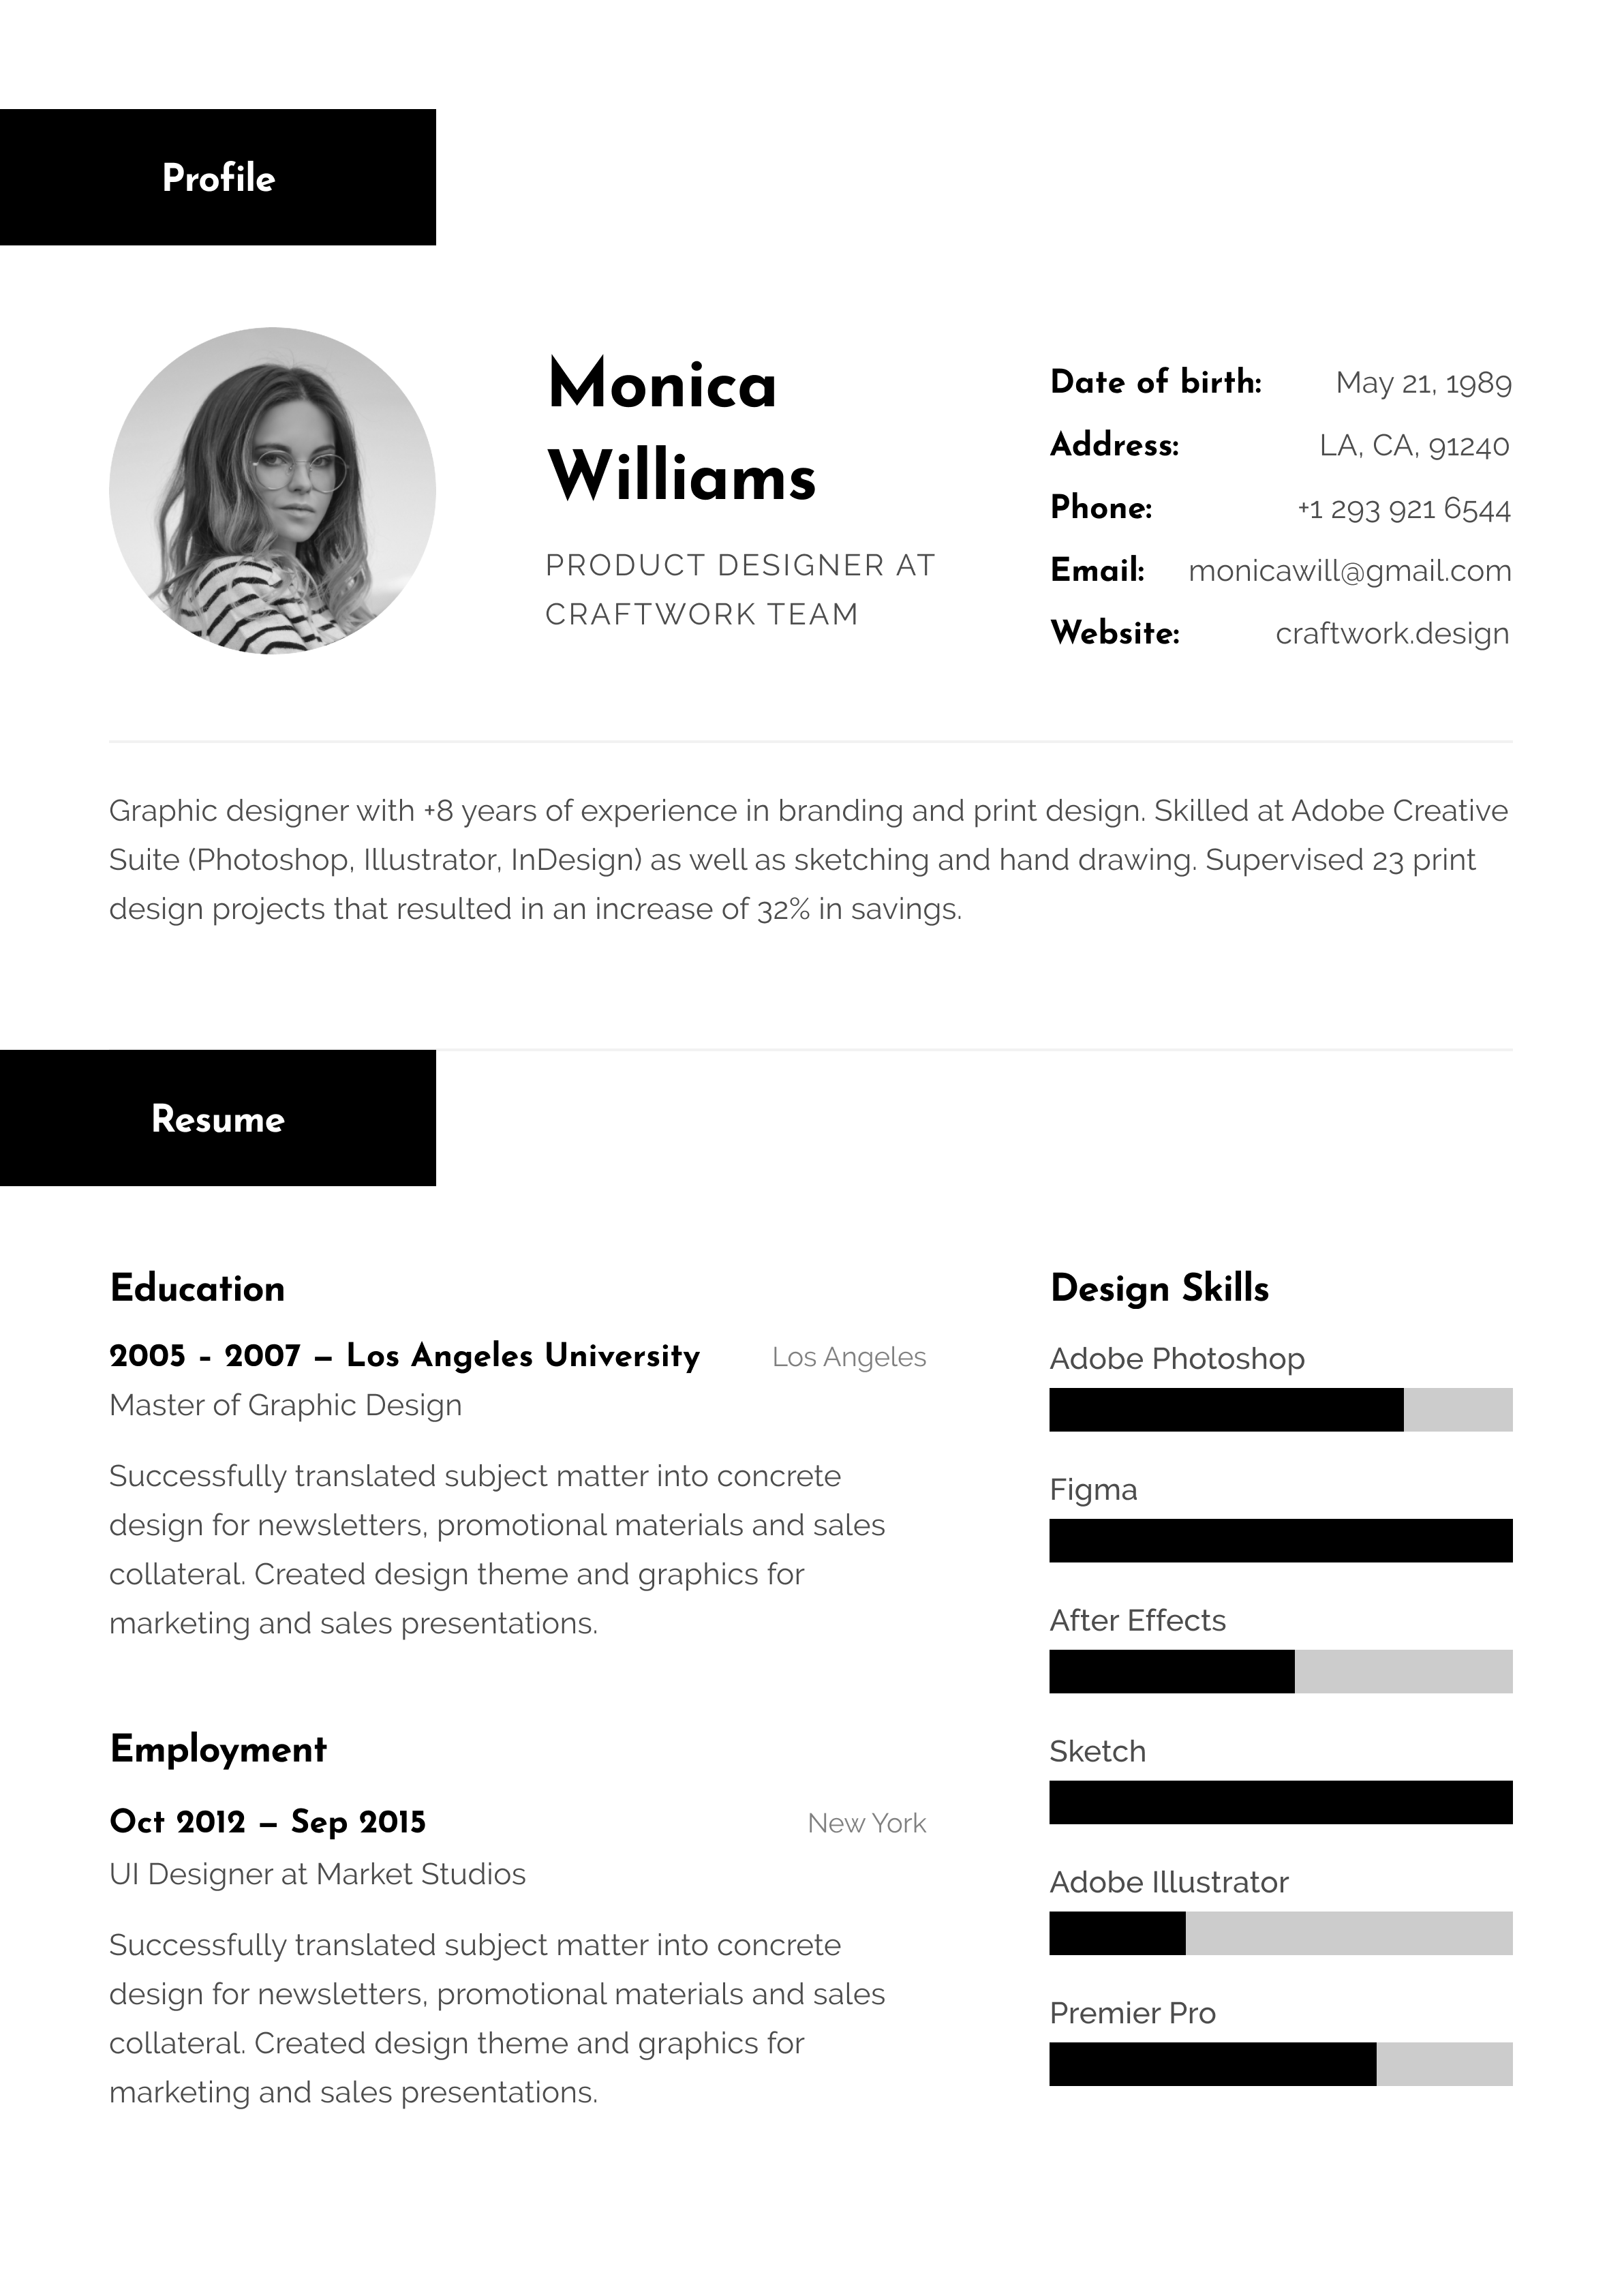 Profile
Monica
Williams
PRODUCT DESIGNER AT
CRAFTWORK TEAM
Date of birth: May 21, 1989
Address: LA, CA, 91240
Phone: +1 293 921 6544
Email: monicawill@gmail.com
Website: craftwork.design
Graphic designer with +8 years of experience in branding and print design. Skilled at Adobe Creative
Suite (Photoshop, Illustrator, InDesign) as well as sketching and hand drawing. Supervised 23 print
design projects that resulted in an increase of 32% in savings.
Resume
Education
2005 - 2007 – Los Angeles University Los Angeles
Master of Graphic Design
Successfully translated subject matter into concrete
design for newsletters, promotional materials and sales
collateral. Created design theme and graphics for
marketing and sales presentations.
Employment
Oct 2012 – Sep 2015 New York
UI Designer at Market Studios
Successfully translated subject matter into concrete
design for newsletters, promotional materials and sales
collateral. Created design theme and graphics for
marketing and sales presentations.
Design Skills
Adobe Photoshop
Figma
After Effects
Sketch
Adobe Illustrator
Premier Pro